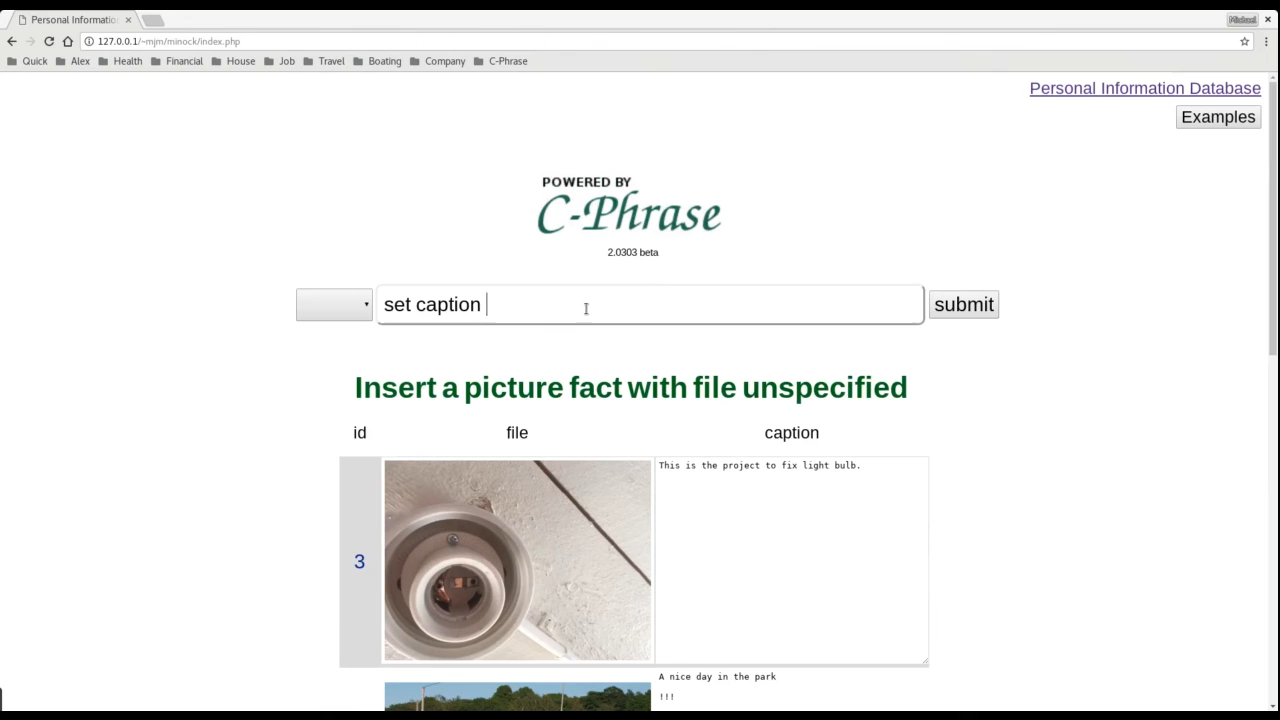 Personal Informatio
Michael
127.0.0.1/~mjm/minock/index.php
Quick Alex Health Financial House Job Travel Boating Company C-Phrase
Personal Information Database
Examples
POWERED BY
C-Phrase
2.0303 beta
set caption
submit
Insert a picture fact with file unspecified
id file caption
This is the project to fix light bulb.
3
A nice day in the park
!!!